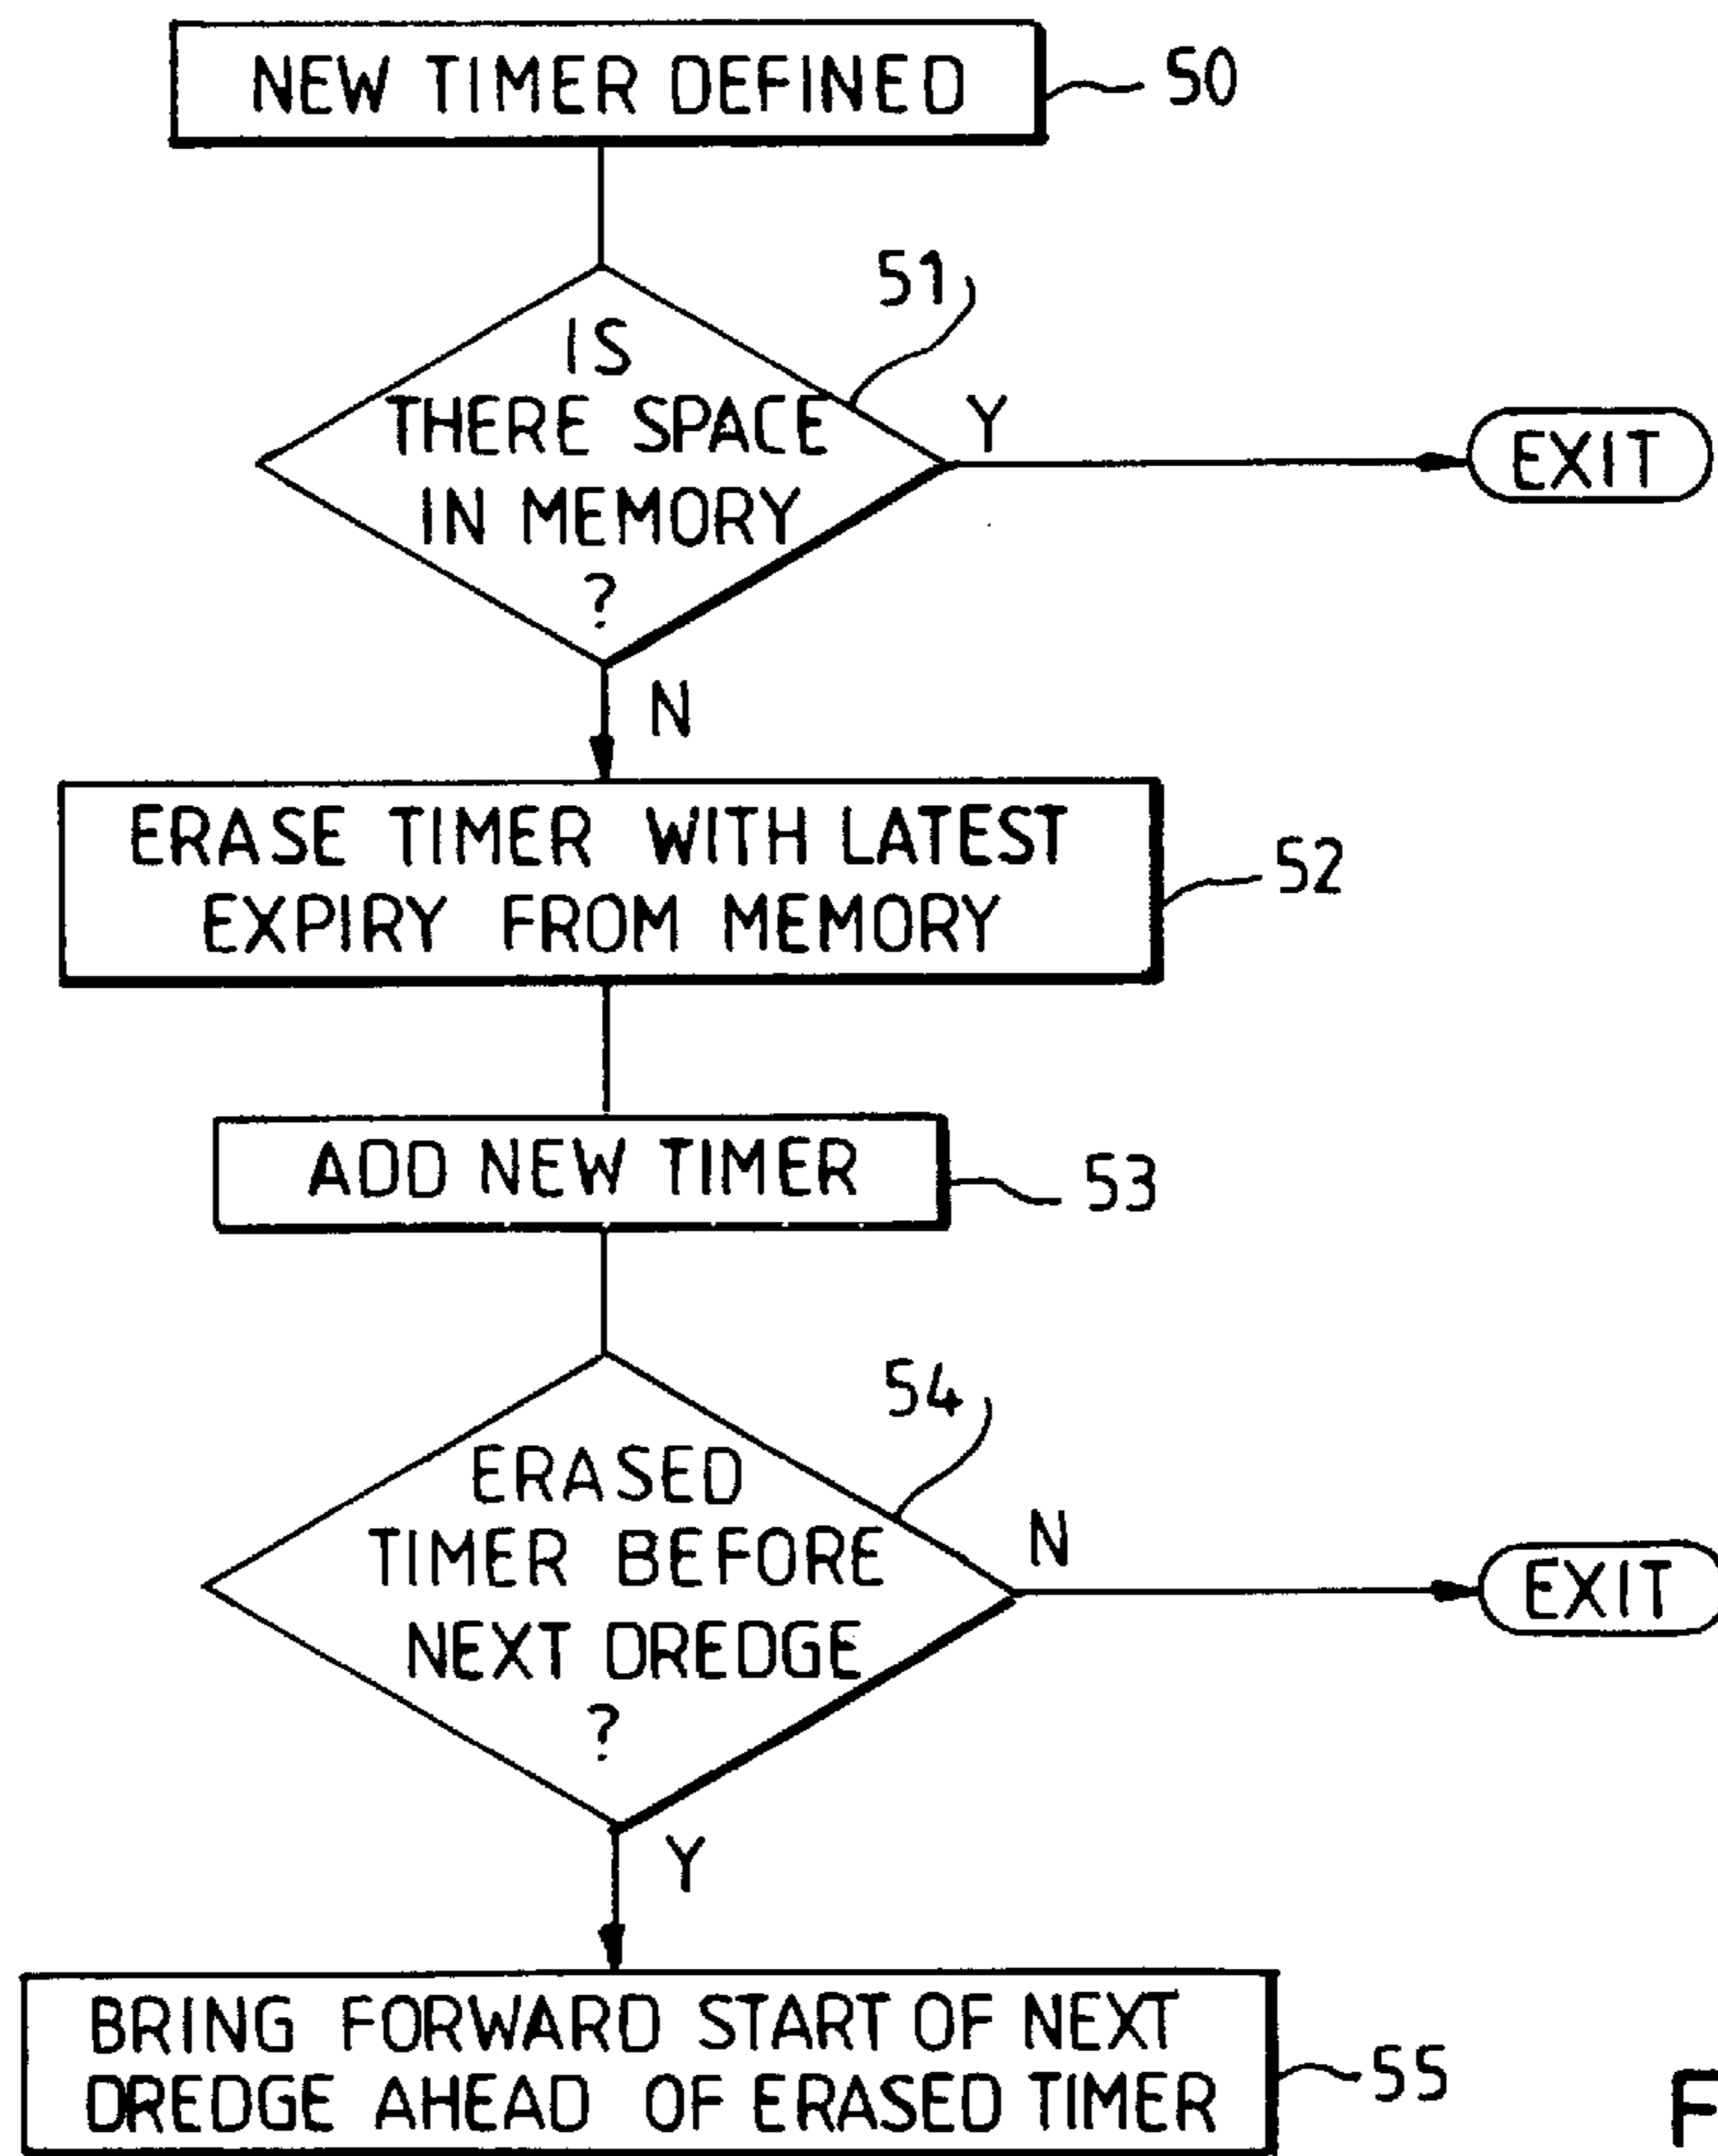 NEW TIMER DEFINED
50
51
IS
THERE SPACE
IN MEMORY
?
Y
EXIT
N
ERASE TIMER WITH LATEST
EXPIRY FROM MEMORY
52
ADD NEW TIMER
53
54
ERASED
TIMER BEFORE
NEXT DREDGE
?
N
EXIT
Y
BRING FORWARD START OF NEXT
DREDGE AHEAD OF ERASED TIMER
55
F